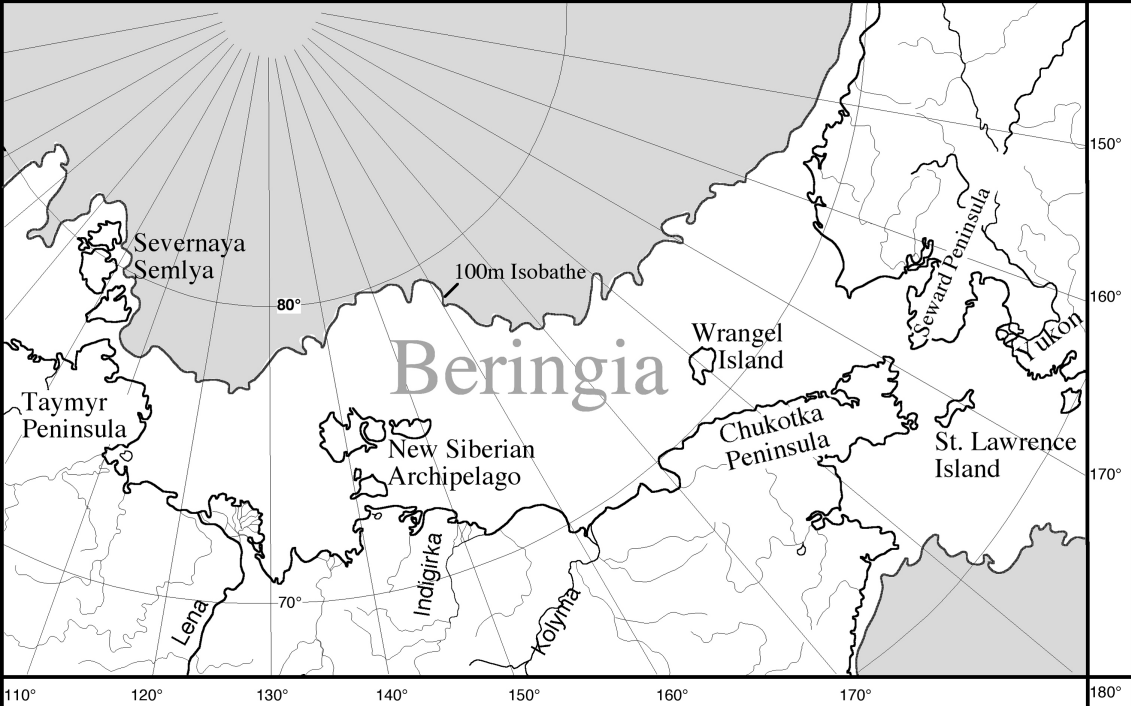 150°
Severnaya
Semlya
Seward Peninsula
100m Isobathe
80°
160°
Wrangel
Island
Yukon
Beringia
Taymyr
Peninsula
Chukotka
Peninsula
New Siberian
Archipelago
St. Lawrence
Island
170°
Indigirka
70°
Lena
Kolyma
110°
120°
130°
140°
150°
160°
170°
180°